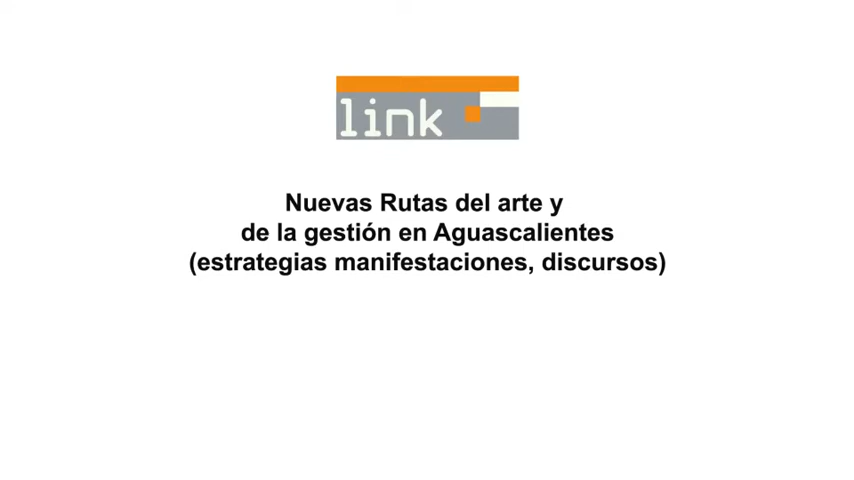 link
Nuevas Rutas del arte y
de la gestión en Aguascalientes
(estrategias manifestaciones, discursos)